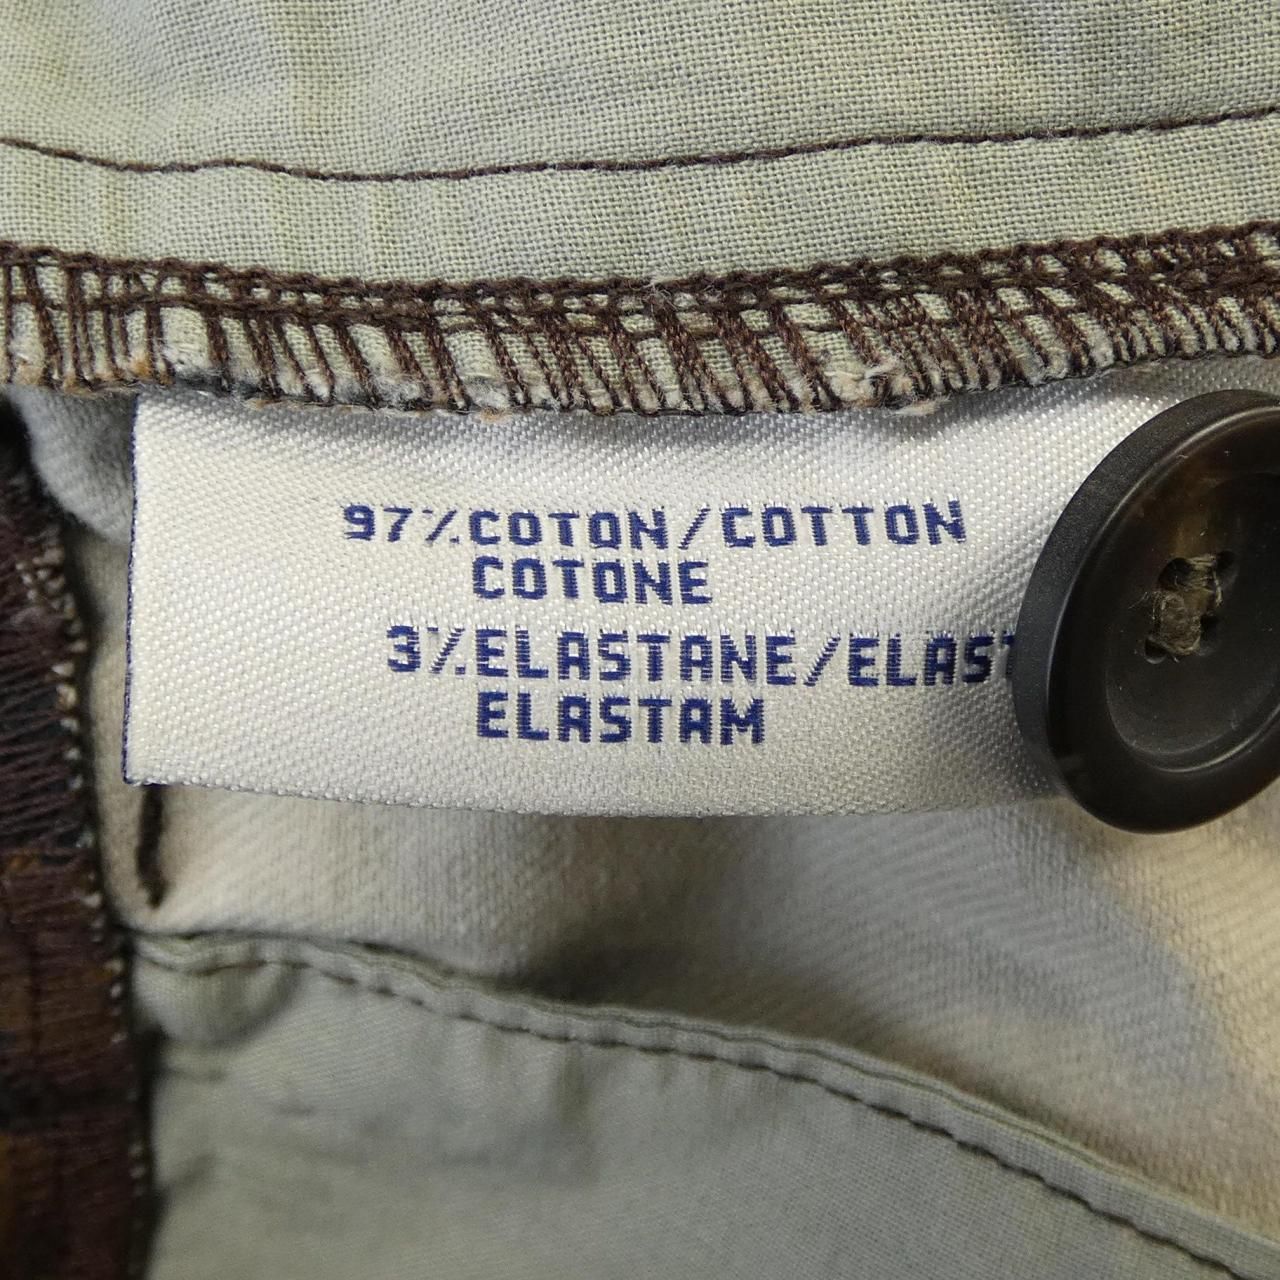 97%COTON/COTTON
COTONE
3%ELASTANE/
ELASTAM